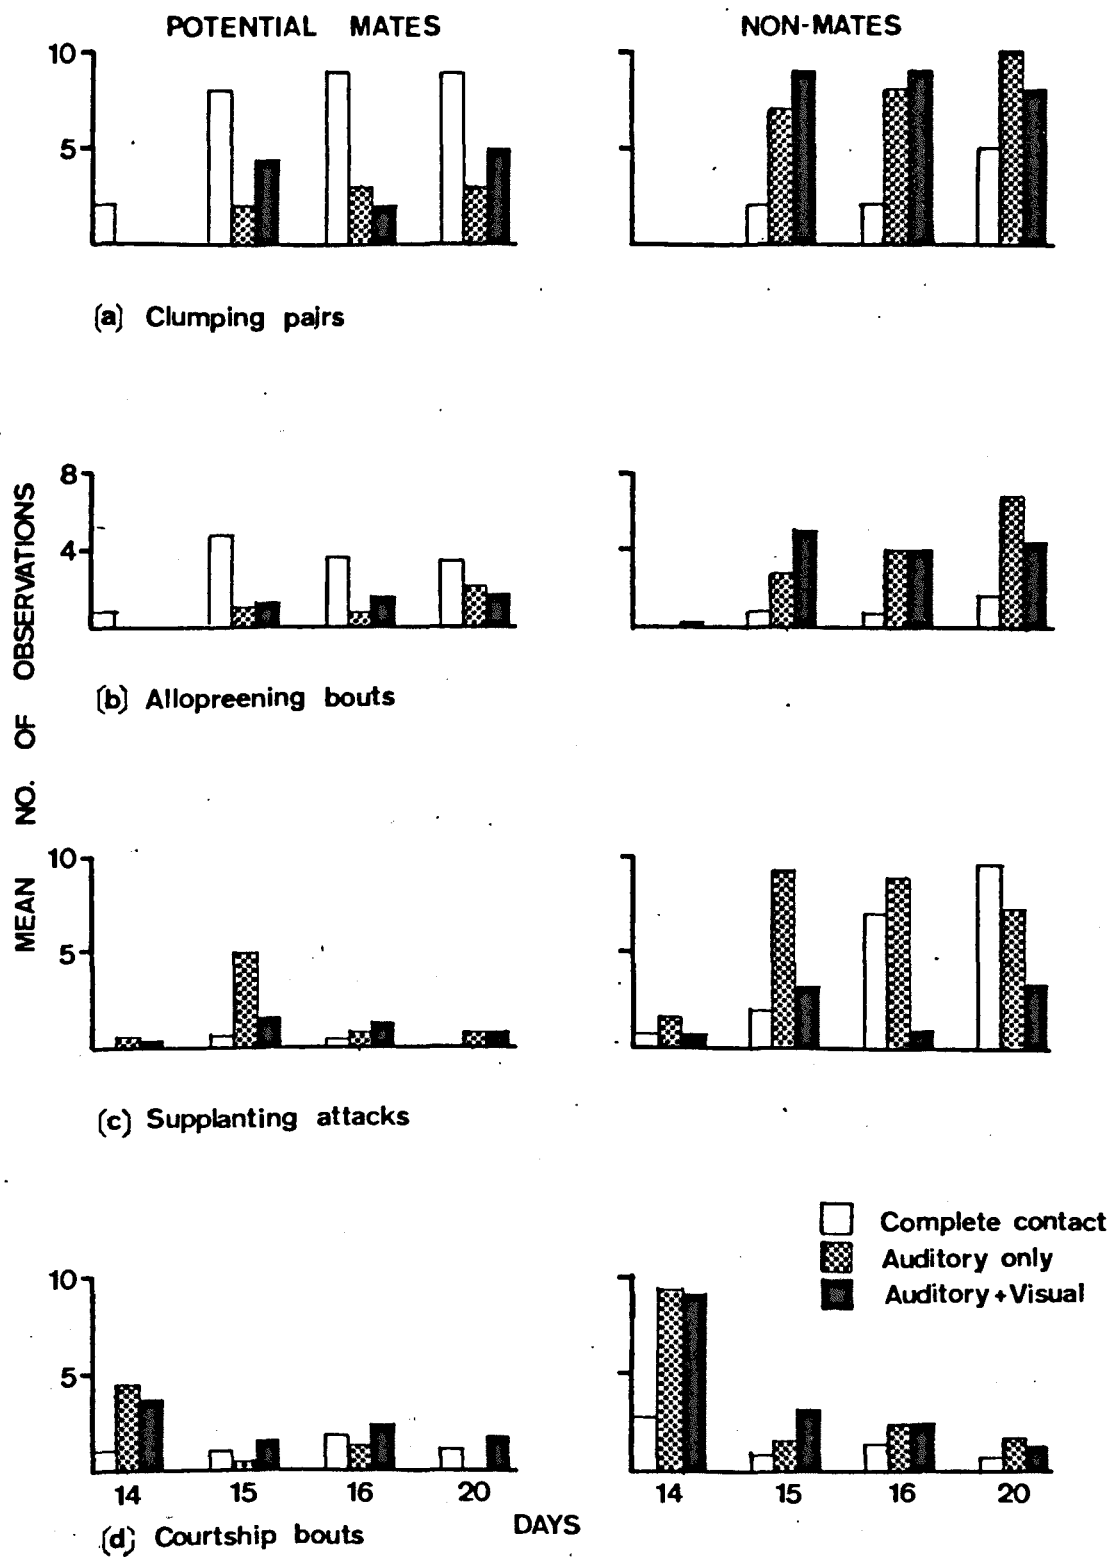 POTENTIAL MATES
NON-MATES
10
5
(a) Clumping pairs
8
4
(b) Allopreening bouts
MEAN NO. OF OBSERVATIONS
10
5
(c) Supplanting attacks
Complete contact
Auditory only
Auditory+Visual
10
5
14 15 16 20
14 15 16 20
DAYS
(d) Courtship bouts